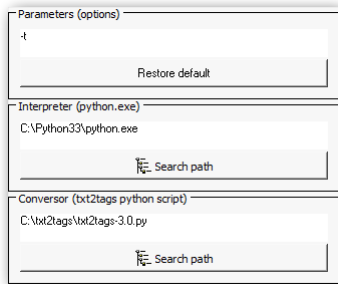 Parameters (options)
-t
Restore default
Interpreter (python.exe)
C:\Python33\python.exe
Search path
Conversor (txt2tags python script)
C:\txt2tags\txt2tags-3.0.py
Search path